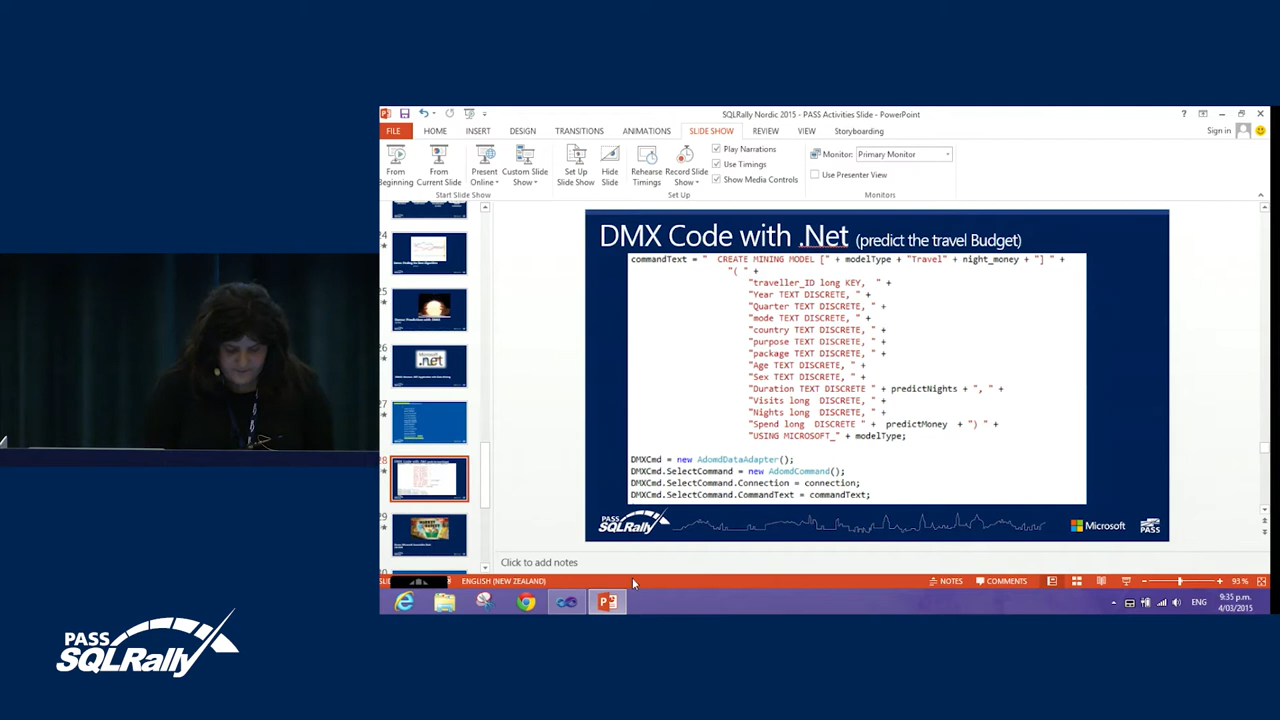 SQLRally Nordic 2015 - PASS Activities Slide - PowerPoint
?
FILE HOME INSERT DESIGN TRANSITIONS ANIMATIONS SLIDE SHOW REVIEW VIEW Storyboarding
Sign in
From Beginning
From Current Slide
Present Online
Custom Slide Show
Set Up Slide Show
Hide Slide
Rehearse Timings
Record Slide Show
Play Narrations
Use Timings
Show Media Controls
Monitor: Primary Monitor
Use Presenter View
Start Slide Show
Set Up
Monitors
24
25
26
Microsoft
.net
27
28
29
DMX Code with .Net (predict the travel Budget)
commandText = " CREATE MINING MODEL [" + modelType + "Travel" + night_money + "] " +
"( " +
"traveller_ID long KEY, " +
"Year TEXT DISCRETE, " +
"Quarter TEXT DISCRETE, " +
"mode TEXT DISCRETE, " +
"country TEXT DISCRETE, " +
"purpose TEXT DISCRETE, " +
"package TEXT DISCRETE, " +
"Age TEXT DISCRETE, " +
"Sex TEXT DISCRETE, " +
"Duration TEXT DISCRETE " + predictNights + ", " +
"Visits long DISCRETE, " +
"Nights long DISCRETE, " +
"Spend long DISCRETE " + predictMoney + ") " +
"USING MICROSOFT_" + modelType;
DMXCmd = new AdomdDataAdapter();
DMXCmd.SelectCommand = new AdomdCommand();
DMXCmd.SelectCommand.Connection = connection;
DMXCmd.SelectCommand.CommandText = commandText;
PASS
SQLRally
Microsoft
PASS
Click to add notes
ENGLISH (NEW ZEALAND)
NOTES
COMMENTS
93%
ENG
9:35 p.m.
4/03/2015
PASS
SQLRally